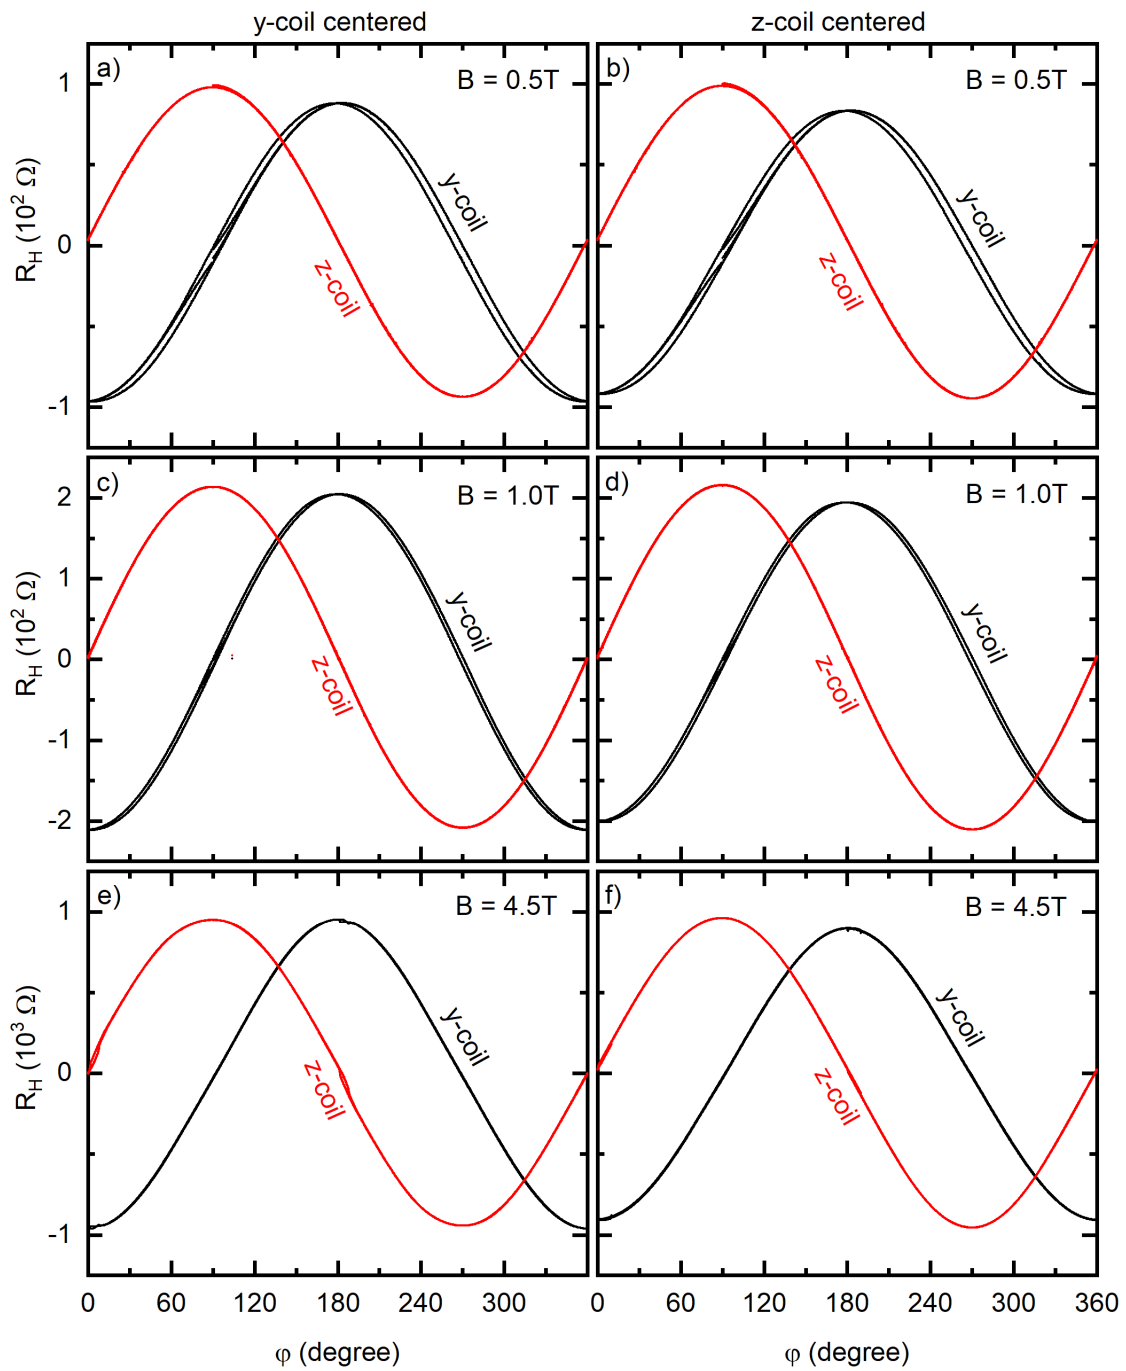 y-coil centered
z-coil centered
a)
B = 0.5T
b)
B = 0.5T
1
0
-1
R_H (10² Ω)
y-coil
z-coil
y-coil
z-coil
c)
B = 1.0T
d)
B = 1.0T
2
1
0
-1
-2
R_H (10² Ω)
y-coil
z-coil
y-coil
z-coil
e)
B = 4.5T
f)
B = 4.5T
1
0
-1
R_H (10³ Ω)
y-coil
z-coil
y-coil
z-coil
0 60 120 180 240 300 0 60 120 180 240 300 360
φ (degree)
φ (degree)